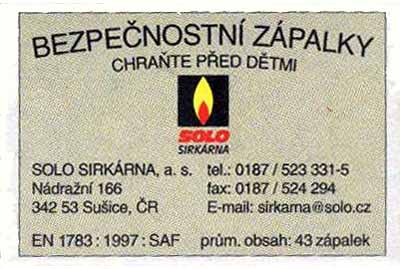 BEZPEČNOSTNÍ ZÁPALKY
CHRAŇTE PŘED DĚTMI
SOLO
SIRKÁRNA
SOLO SIRKÁRNA, a. s. tel.: 0187 / 523 331-5
Nádražní 166 fax: 0187 / 524 294
342 53 Sušice, ČR E-mail: sirkarna@solo.cz
EN 1783 : 1997 : SAF prům. obsah: 43 zápalek